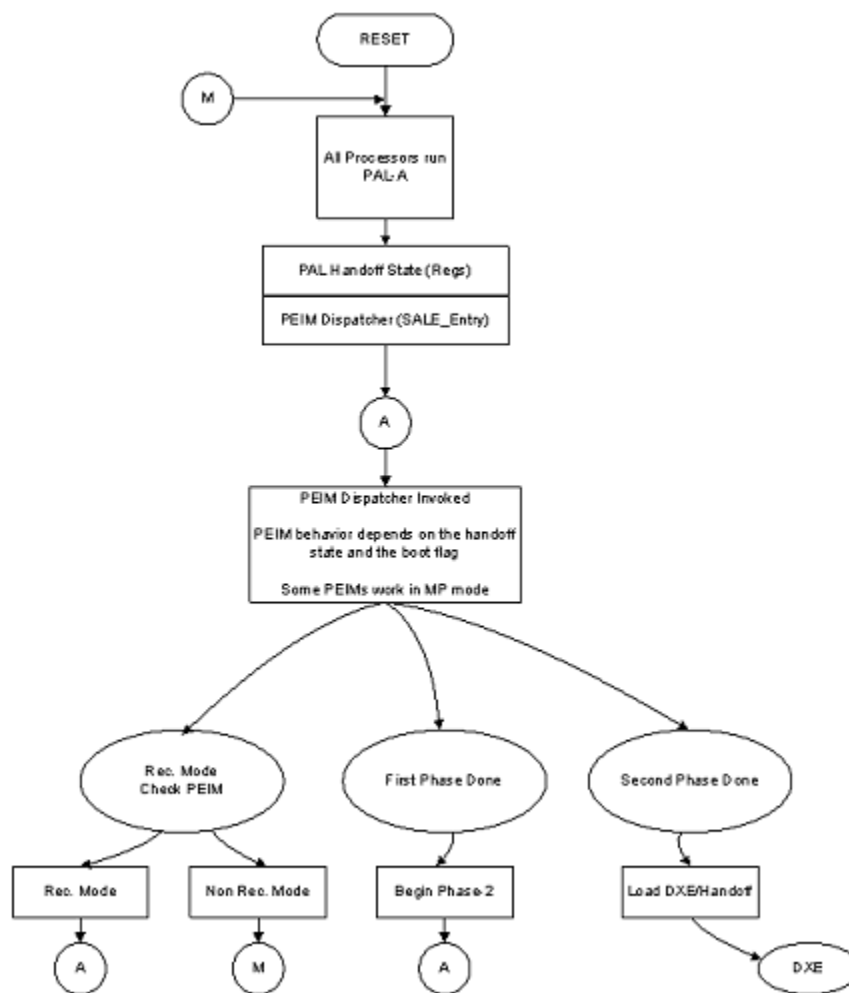 RESET
M
All Processors run
PAL-A
PAL Handoff State (Regs)
PEIM Dispatcher (SALE_Entry)
A
PEIM Dispatcher Invoked
PEIM behavior depends on the handoff
state and the boot flag
Some PEIMs work in MP mode
Rec. Mode
Check PEIM
First Phase Done
Second Phase Done
Rec. Mode
Non Rec. Mode
Begin Phase-2
Load DXE/Handoff
A
M
A
DXE